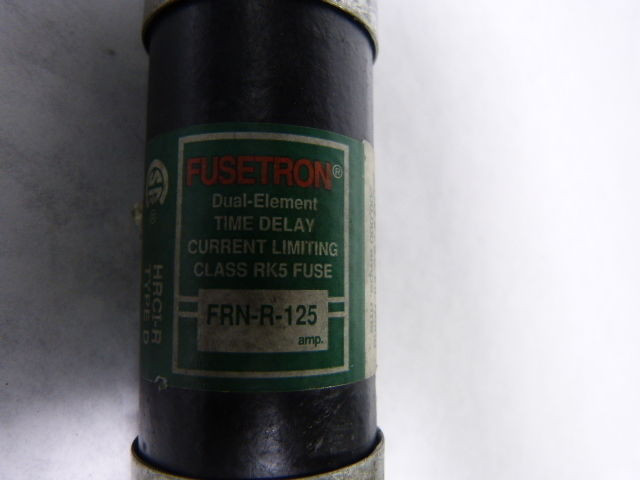 FUSETRON®
Dual-Element
TIME DELAY
CURRENT LIMITING
CLASS RK5 FUSE
FRN-R-125
amp.
HRCI-R
TYPE D